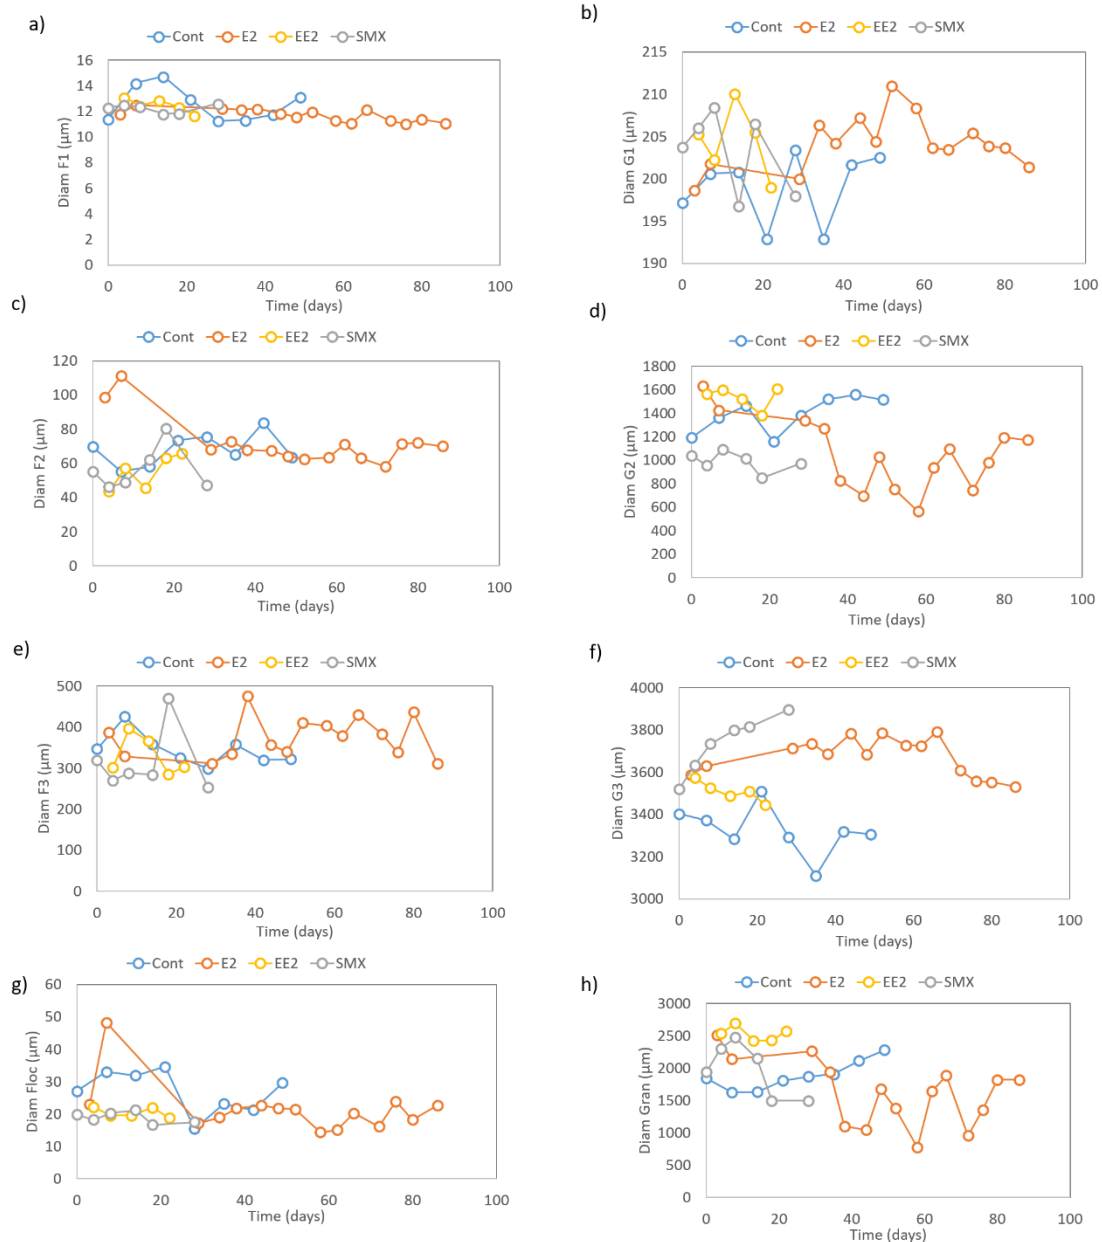 a)
Cont E2 EE2 SMX
16
14
12
10
8
6
4
2
0
Diam F1 (µm)
0 20 40 60 80 100
Time (days)
b)
Cont E2 EE2 SMX
215
210
205
200
195
190
Diam G1 (µm)
0 20 40 60 80 100
Time (days)
c)
Cont E2 EE2 SMX
120
100
80
60
40
20
0
Diam F2 (µm)
0 20 40 60 80 100
Time (days)
d)
Cont E2 EE2 SMX
1800
1600
1400
1200
1000
800
600
400
200
0
Diam G2 (µm)
0 20 40 60 80 100
Time (days)
e)
Cont E2 EE2 SMX
500
400
300
200
100
0
Diam F3 (µm)
0 20 40 60 80 100
Time (days)
f)
Cont E2 EE2 SMX
4000
3800
3600
3400
3200
3000
Diam G3 (µm)
0 20 40 60 80 100
Time (days)
g)
Cont E2 EE2 SMX
60
50
40
30
20
10
0
Diam Floc (µm)
0 20 40 60 80 100
Time (days)
h)
Cont E2 EE2 SMX
3000
2500
2000
1500
1000
500
0
Diam Gran (µm)
0 20 40 60 80 100
Time (days)